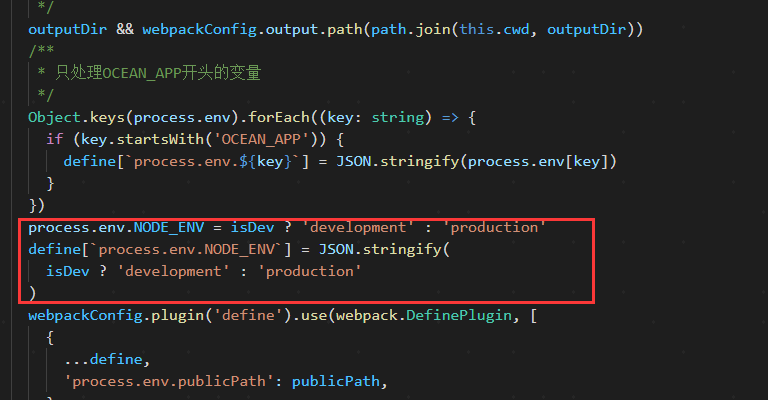 */
outputDir && webpackConfig.output.path(path.join(this.cwd, outputDir))
/**
* 只处理OCEAN_APP开头的变量
*/
Object.keys(process.env).forEach((key: string) => {
if (key.startsWith('OCEAN_APP')) {
define[`process.env.${key}`] = JSON.stringify(process.env[key])
}
})
process.env.NODE_ENV = isDev ? 'development' : 'production'
define[`process.env.NODE_ENV`] = JSON.stringify(
isDev ? 'development' : 'production'
)
webpackConfig.plugin('define').use(webpack.DefinePlugin, [
{
...define,
'process.env.publicPath': publicPath,